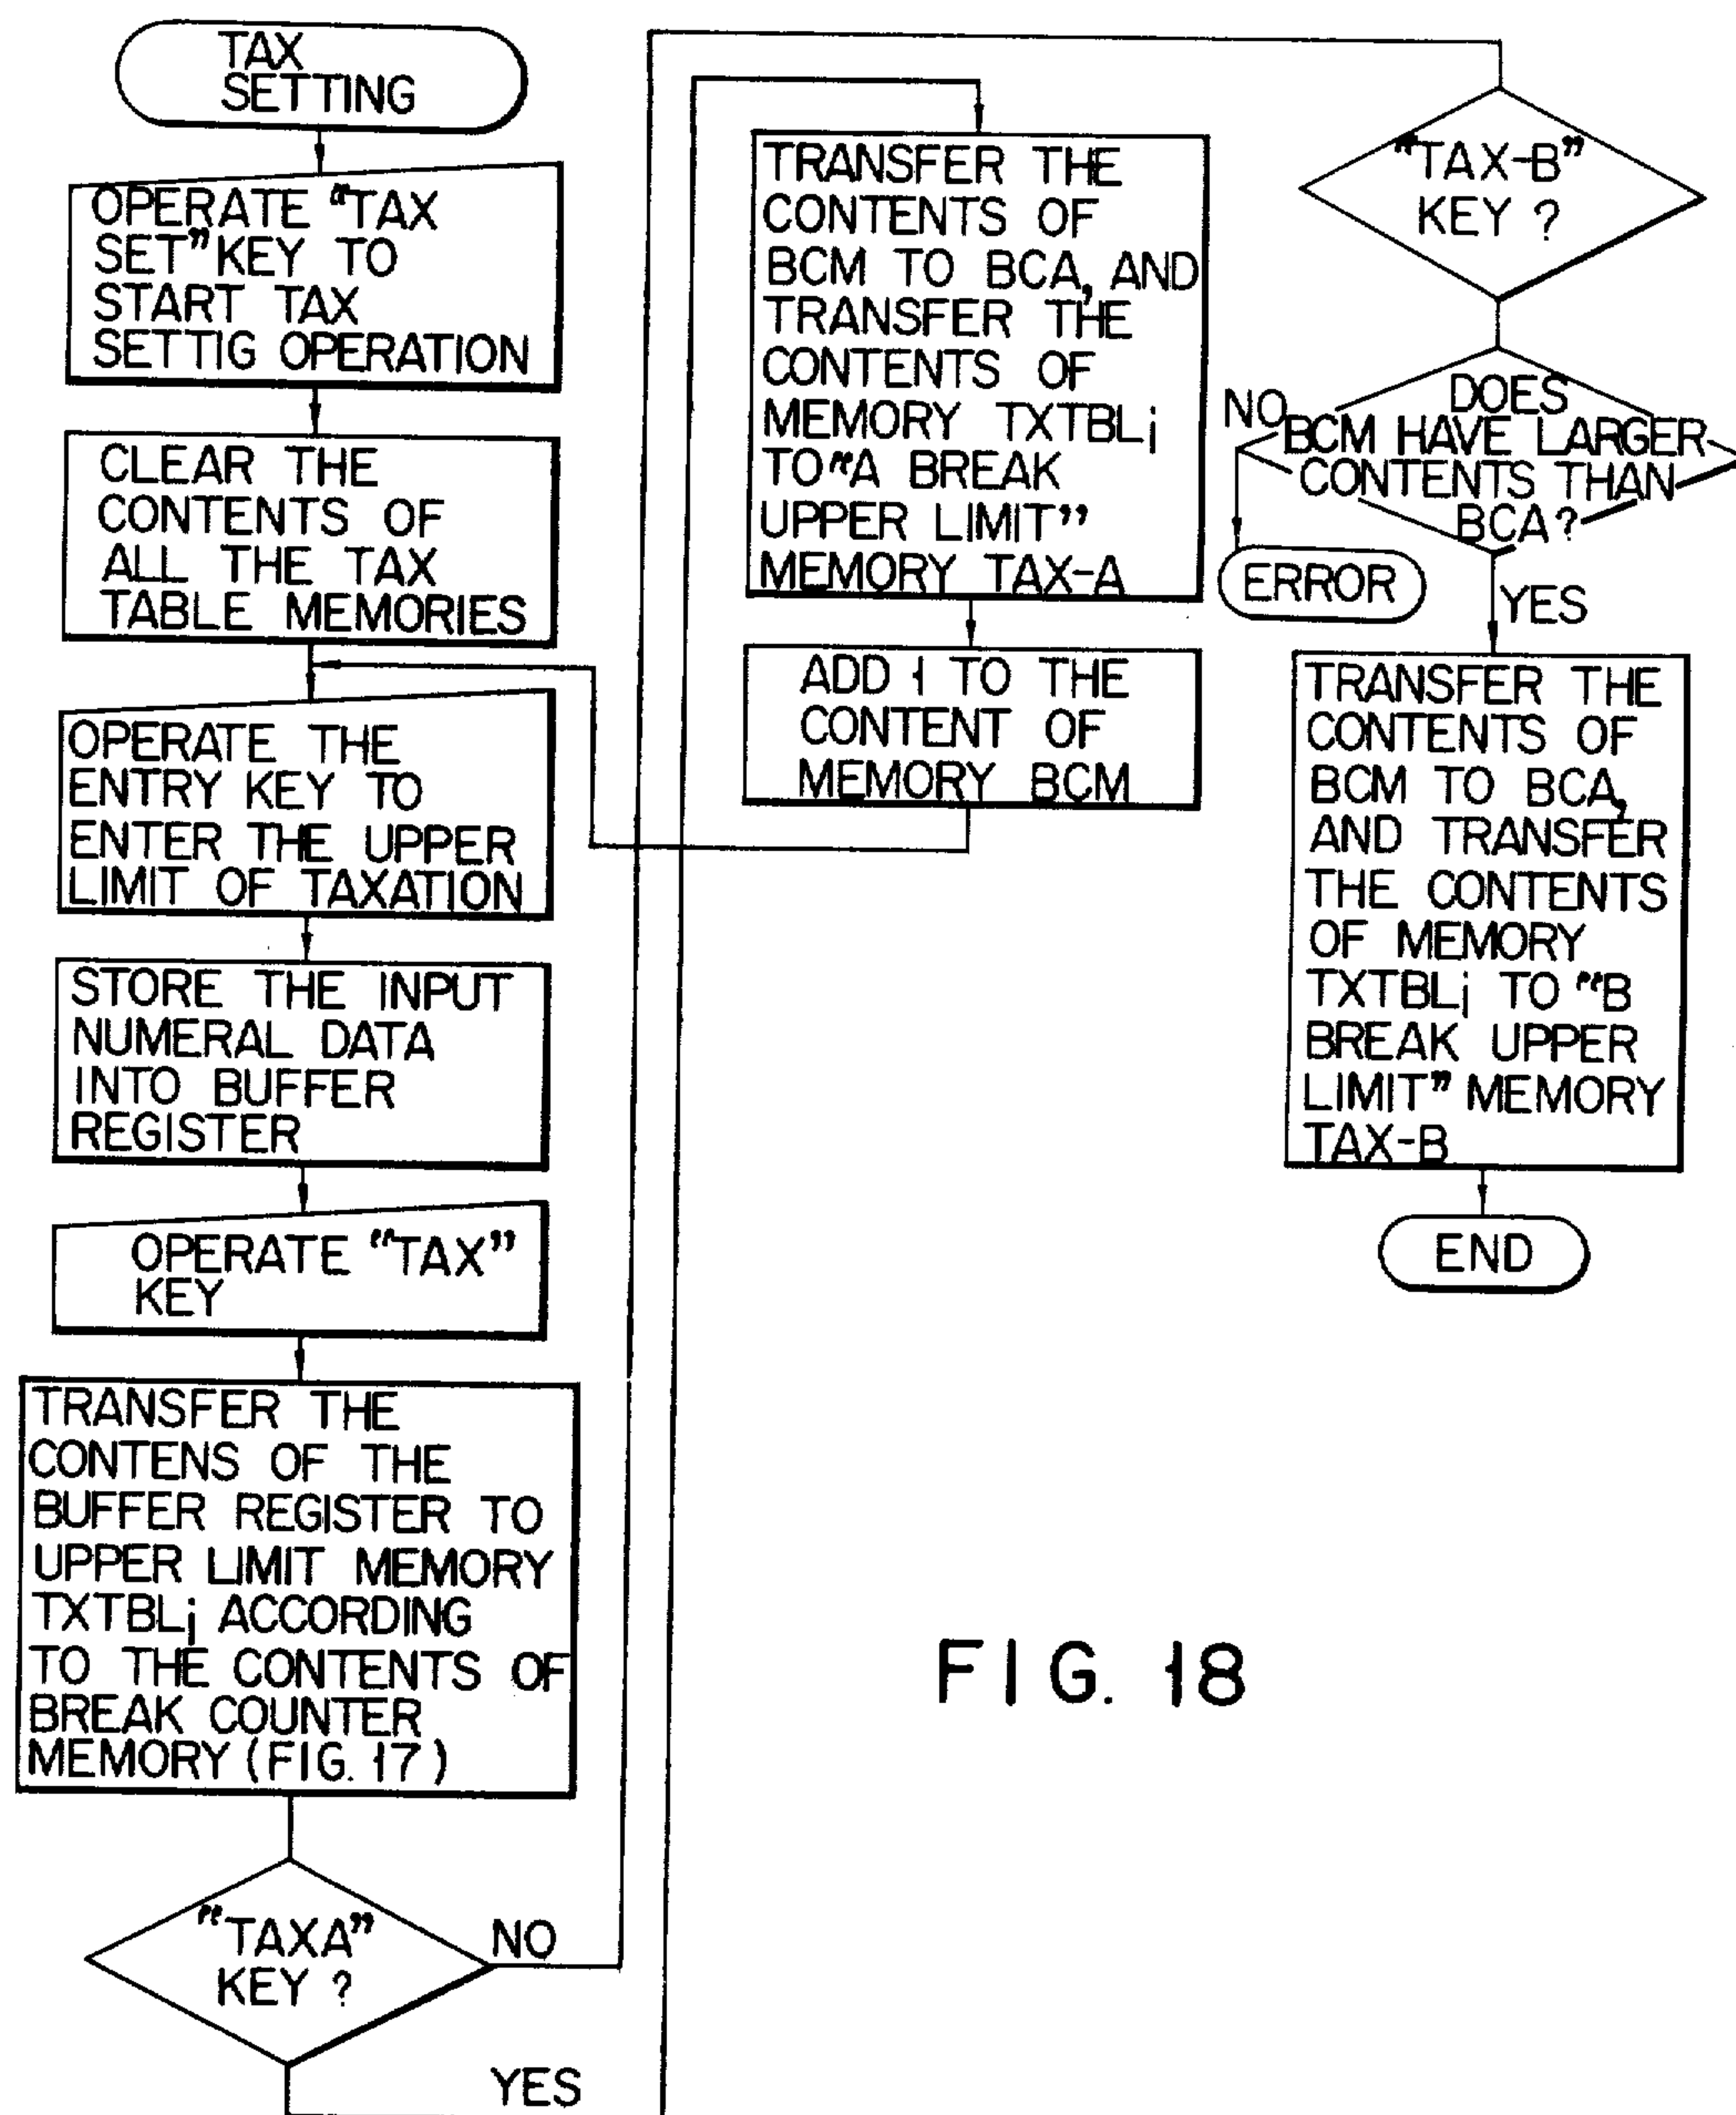 TAX
SETTING
OPERATE "TAX
SET" KEY TO
START TAX
SETTIG OPERATION
CLEAR THE
CONTENTS OF
ALL THE TAX
TABLE MEMORIES
OPERATE THE
ENTRY KEY TO
ENTER THE UPPER
LIMIT OF TAXATION
STORE THE INPUT
NUMERAL DATA
INTO BUFFER
REGISTER
OPERATE "TAX"
KEY
TRANSFER THE
CONTENS OF THE
BUFFER REGISTER TO
UPPER LIMIT MEMORY
TXTBLi ACCORDING
TO THE CONTENTS OF
BREAK COUNTER
MEMORY (FIG. 17)
"TAXA"
KEY ?
NO
YES
TRANSFER THE
CONTENTS OF
BCM TO BCA, AND
TRANSFER THE
CONTENTS OF
MEMORY TXTBLi
TO "A BREAK
UPPER LIMIT"
MEMORY TAX-A
ADD 1 TO THE
CONTENT OF
MEMORY BCM
"TAX-B"
KEY ?
DOES
BCM HAVE LARGER
CONTENTS THAN
BCA?
NO
ERROR
YES
TRANSFER THE
CONTENTS OF
BCM TO BCA,
AND TRANSFER
THE CONTENTS
OF MEMORY
TXTBLi TO "B
BREAK UPPER
LIMIT" MEMORY
TAX-B
END
FIG. 18